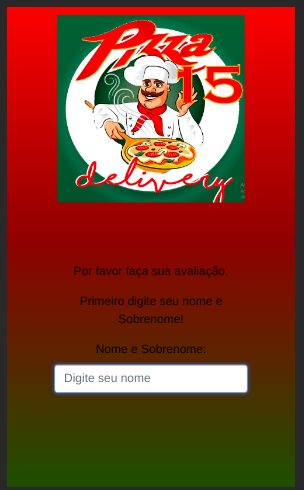 Pizza
15
delivery
Por favor faça sua avaliação.
Primeiro digite seu nome e
Sobrenome!
Nome e Sobrenome:
Digite seu nome